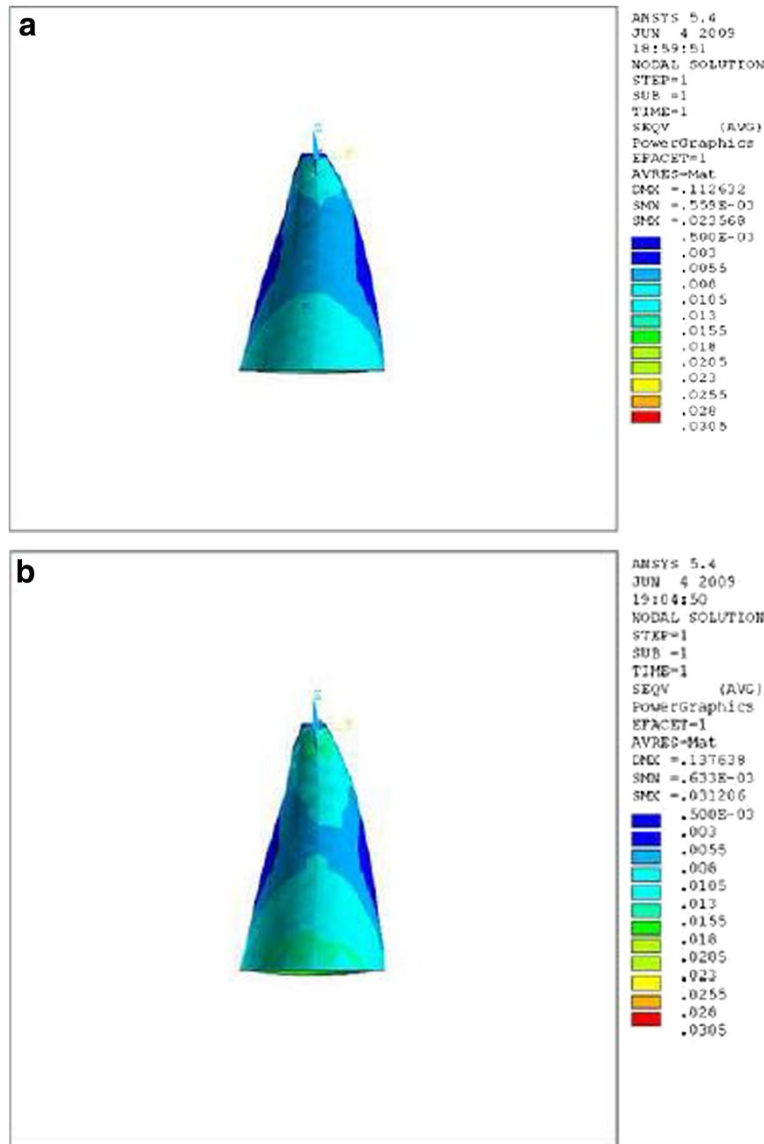 a
ANSYS 5.4
JUN 4 2009
18:59:51
NODAL SOLUTION
STEP=1
SUB =1
TIME=1
SEQV (AVG)
PowerGraphics
EFACET=1
AVRES=Mat
DMX =.112632
SMN =.559E-03
SMX =.023568
.500E-03
.003
.0055
.008
.0105
.013
.0155
.018
.0205
.023
.0255
.028
.0305
b
ANSYS 5.4
JUN 4 2009
19:04:50
NODAL SOLUTION
STEP=1
SUB =1
TIME=1
SEQV (AVG)
PowerGraphics
EFACET=1
AVRES=Mat
DMX =.137638
SMN =.633E-03
SMX =.031206
.500E-03
.003
.0055
.008
.0105
.013
.0155
.018
.0205
.023
.0255
.028
.0305